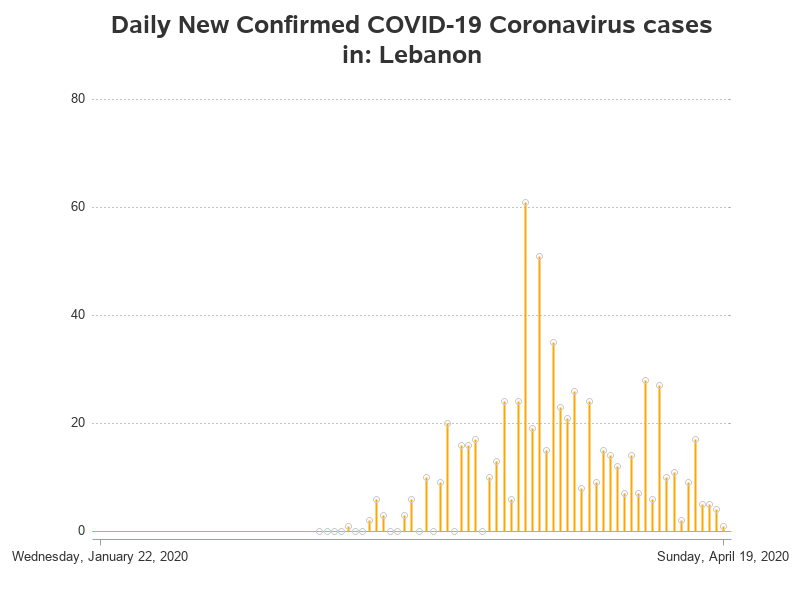 Daily New Confirmed COVID-19 Coronavirus cases
in: Lebanon
80
60
40
20
0
Wednesday, January 22, 2020 Sunday, April 19, 2020